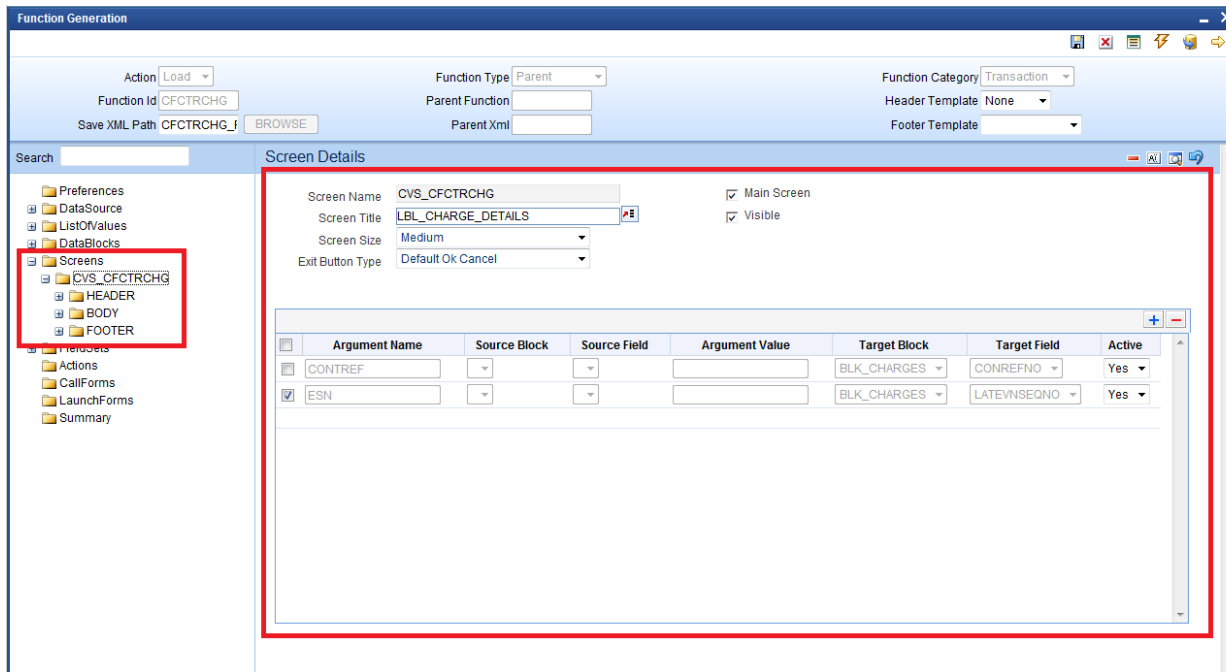 Function Generation
Action Load Function Type Parent Function Category Transaction
Function Id CFCTRCHG Parent Function Header Template None
Save XML Path CFCTRCHG_ BROWSE Parent Xml Footer Template
Search
Screen Details
Preferences
DataSource
ListOfValues
DataBlocks
Screens
CVS_CFCTRCHG
HEADER
BODY
FOOTER
FieldSets
Actions
CallForms
LaunchForms
Summary
Screen Name CVS_CFCTRCHG Main Screen
Screen Title LBL_CHARGE_DETAILS Visible
Screen Size Medium
Exit Button Type Default Ok Cancel
Argument Name Source Block Source Field Argument Value Target Block Target Field Active
CONTREF BLK_CHARGES CONREFNO Yes
ESN BLK_CHARGES LATEVNSEQNO Yes